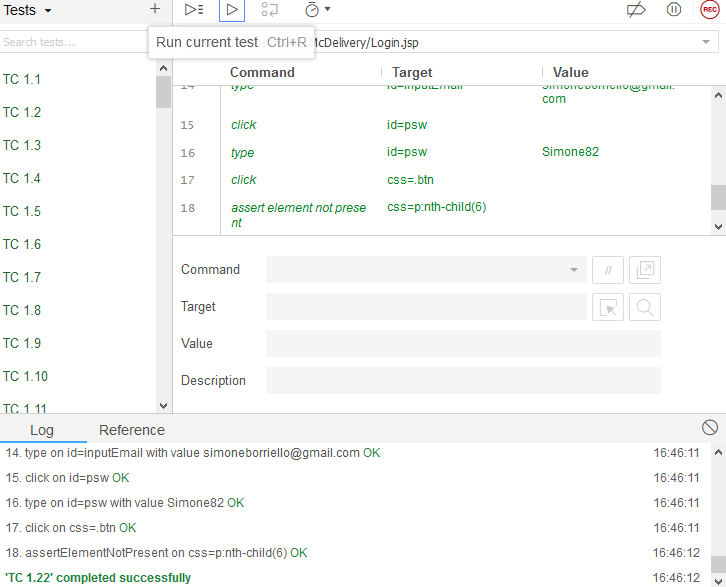 Tests
REC
Search tests...
Run current test Ctrl+R
McDelivery/Login.jsp
Command Target Value
TC 1.1
TC 1.2
TC 1.3
TC 1.4
TC 1.5
TC 1.6
TC 1.7
TC 1.8
TC 1.9
TC 1.10
TC 1.11
14 type id=inputEmail simoneborriello@gmail.
com
15 click id=psw
16 type id=psw Simone82
17 click css=.btn
18 assert element not prese css=p:nth-child(6)
nt
Command
//
Target
Value
Description
Log Reference
14. type on id=inputEmail with value simoneborriello@gmail.com OK 16:46:11
15. click on id=psw OK 16:46:11
16. type on id=psw with value Simone82 OK 16:46:11
17. click on css=.btn OK 16:46:11
18. assertElementNotPresent on css=p:nth-child(6) OK 16:46:12
'TC 1.22' completed successfully 16:46:12